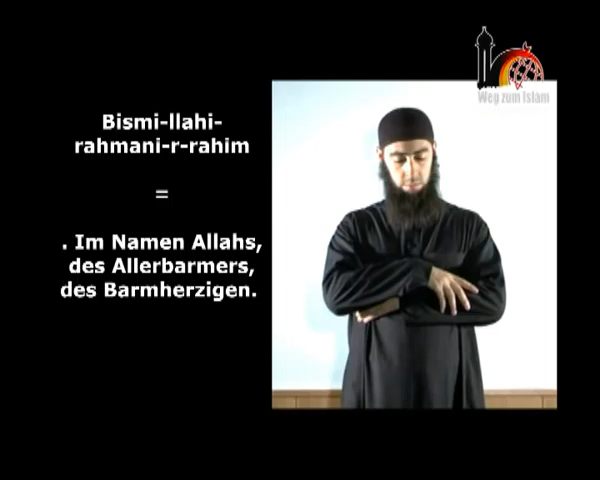 Weg zum Islam
Bismi-llahi-
rahmani-r-rahim
=
. Im Namen Allahs,
des Allerbarmers,
des Barmherzigen.